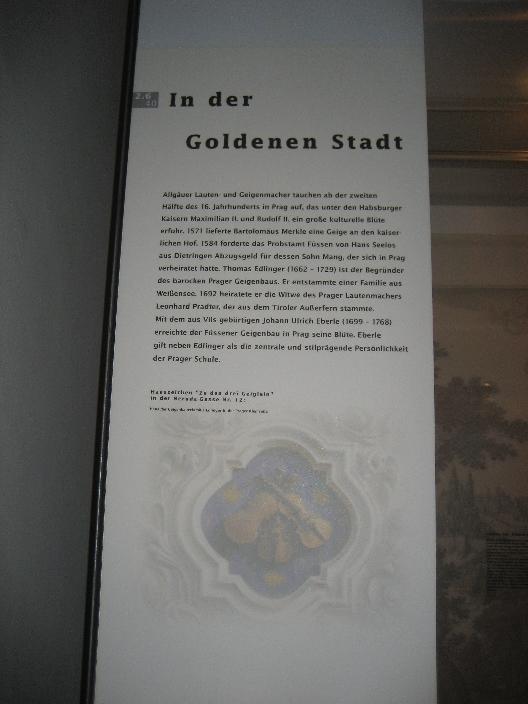 2.6
40
In der
Goldenen Stadt
Allgäuer Lauten- und Geigenmacher tauchen ab der zweiten
Hälfte des 16. Jahrhunderts in Prag auf, das unter den Habsburger
Kaisern Maximilian II. und Rudolf II. ein große kulturelle Blüte
erfuhr. 1571 lieferte Bartolomäus Merkle eine Geige an den kaiser-
lichen Hof. 1584 forderte das Probstamt Füssen von Hans Seelos
aus Dietringen Abzugsgeld für dessen Sohn Mang, der sich in Prag
verheiratet hatte. Thomas Edlinger (1662 - 1729) ist der Begründer
des barocken Prager Geigenbaus. Er entstammte einer Familie aus
Weißensee. 1692 heiratete er die Witwe des Prager Lautenmachers
Leonhard Pradter, der aus dem Tiroler Außerfern stammte.
Mit dem aus Vils gebürtigen Johann Ulrich Eberle (1699 - 1768)
erreichte der Füssener Geigenbau in Prag seine Blüte. Eberle
gilt neben Edlinger als die zentrale und stilprägende Persönlichkeit
der Prager Schule.
Hauszeichen "Zu den drei Geiglein"
in der Neruda Gasse Nr. 12: